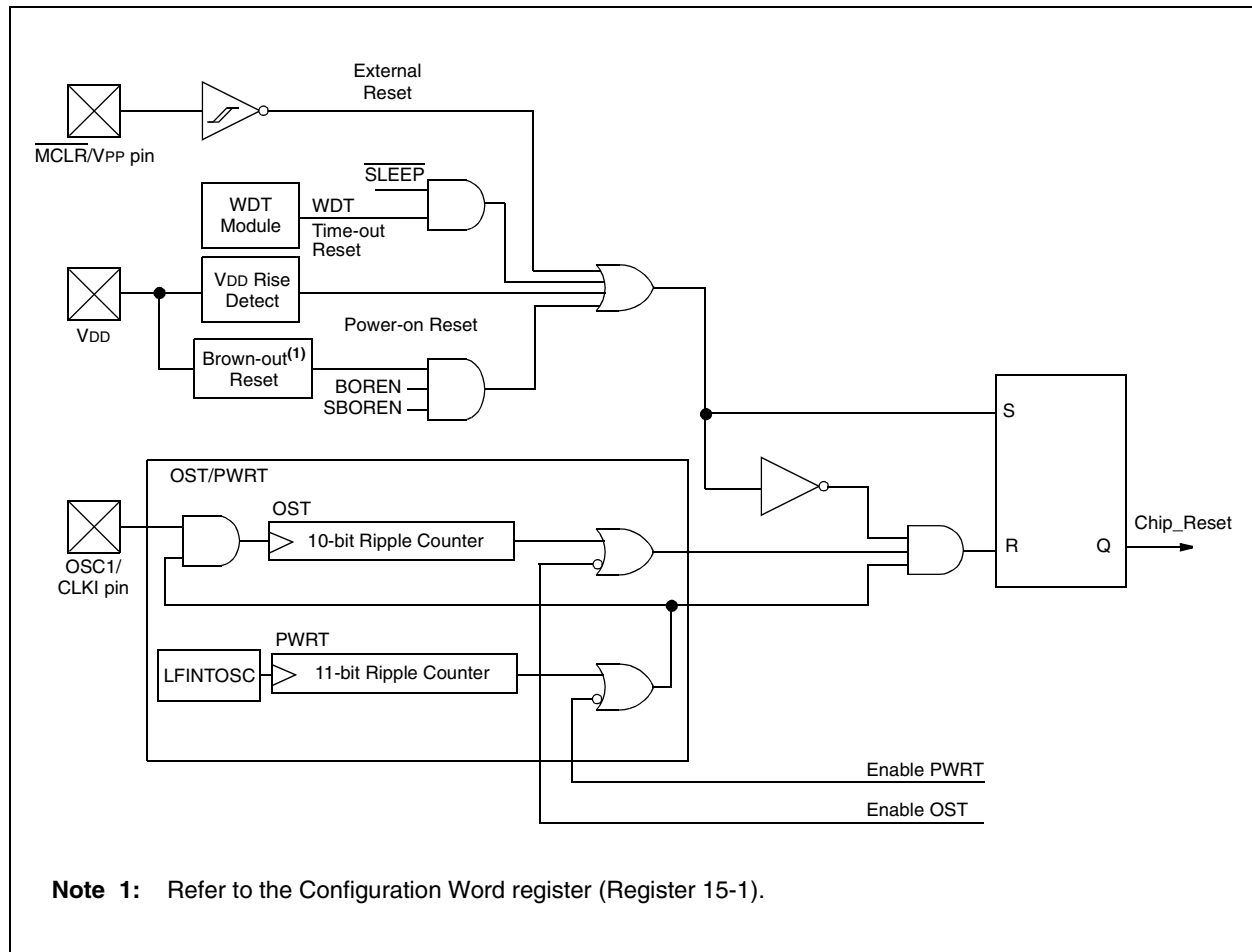 External
Reset
MCLR/VPP pin
SLEEP
WDT
Module
WDT
Time-out
Reset
VDD Rise
Detect
VDD
Power-on Reset
Brown-out(1)
Reset
BOREN
SBOREN
S
OST/PWRT
OST
10-bit Ripple Counter
OSC1/
CLKI pin
Chip_Reset
R
Q
PWRT
LFINTOSC
11-bit Ripple Counter
Enable PWRT
Enable OST
Note 1: Refer to the Configuration Word register (Register 15-1).